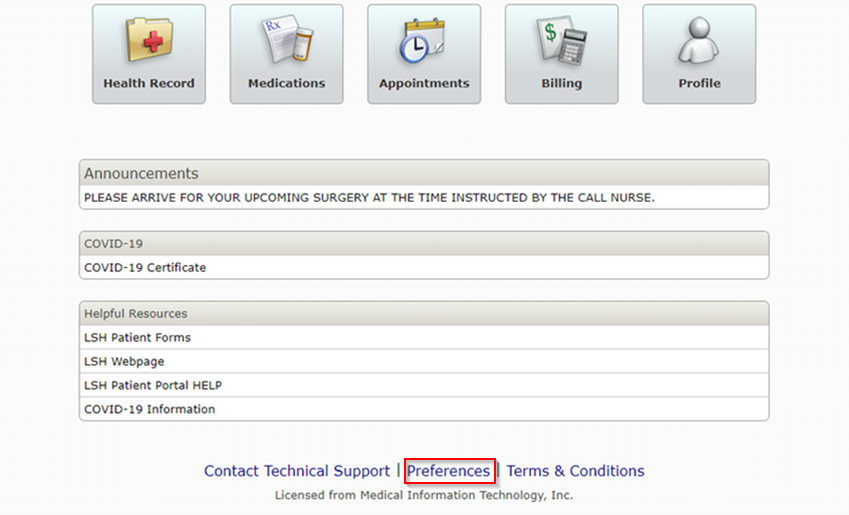 Rx
$
Health Record
Medications
Appointments
Billing
Profile
Announcements
PLEASE ARRIVE FOR YOUR UPCOMING SURGERY AT THE TIME INSTRUCTED BY THE CALL NURSE.
COVID-19
COVID-19 Certificate
Helpful Resources
LSH Patient Forms
LSH Webpage
LSH Patient Portal HELP
COVID-19 Information
Contact Technical Support | Preferences | Terms & Conditions
Licensed from Medical Information Technology, Inc.